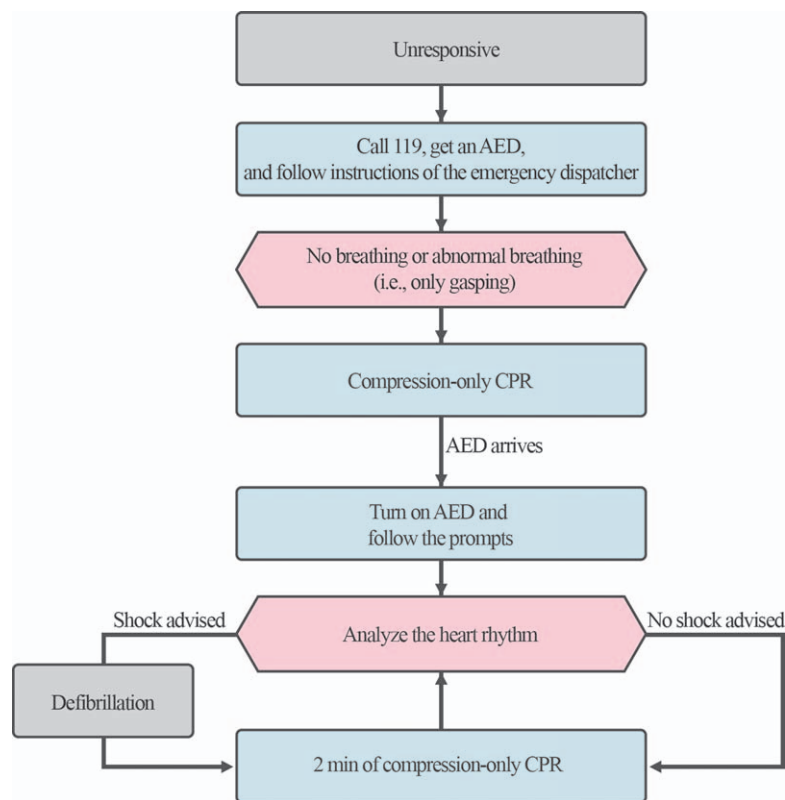 Unresponsive
Call 119, get an AED,
and follow instructions of the emergency dispatcher
No breathing or abnormal breathing
(i.e., only gasping)
Compression-only CPR
AED arrives
Turn on AED and
follow the prompts
Shock advised
Analyze the heart rhythm
No shock advised
Defibrillation
2 min of compression-only CPR